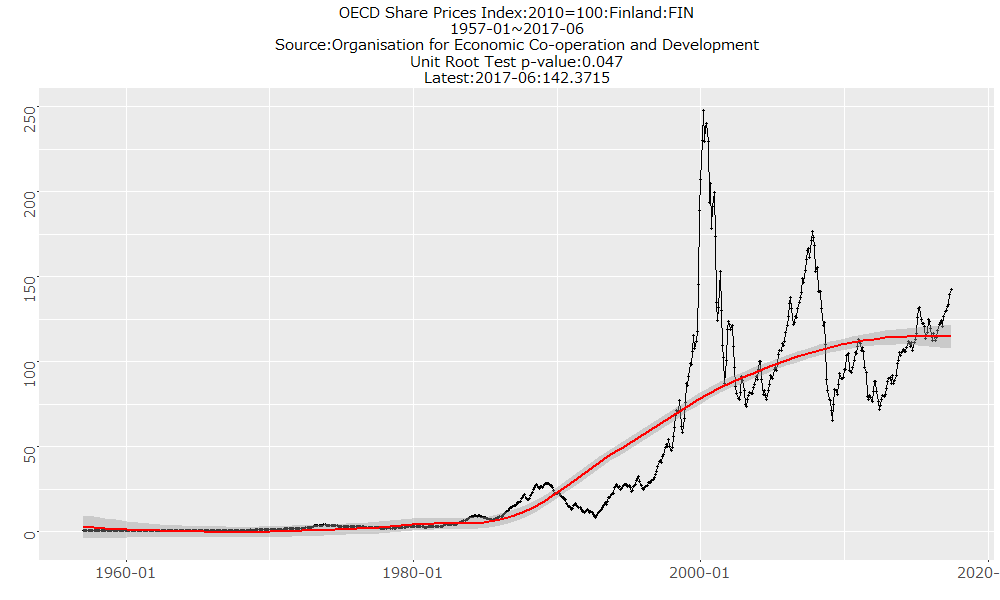 OECD Share Prices Index:2010=100:Finland:FIN
1957-01~2017-06
Source:Organisation for Economic Co-operation and Development
Unit Root Test p-value:0.047
Latest:2017-06:142.3715
250
200
150
100
50
0
1960-01 1980-01 2000-01 2020-